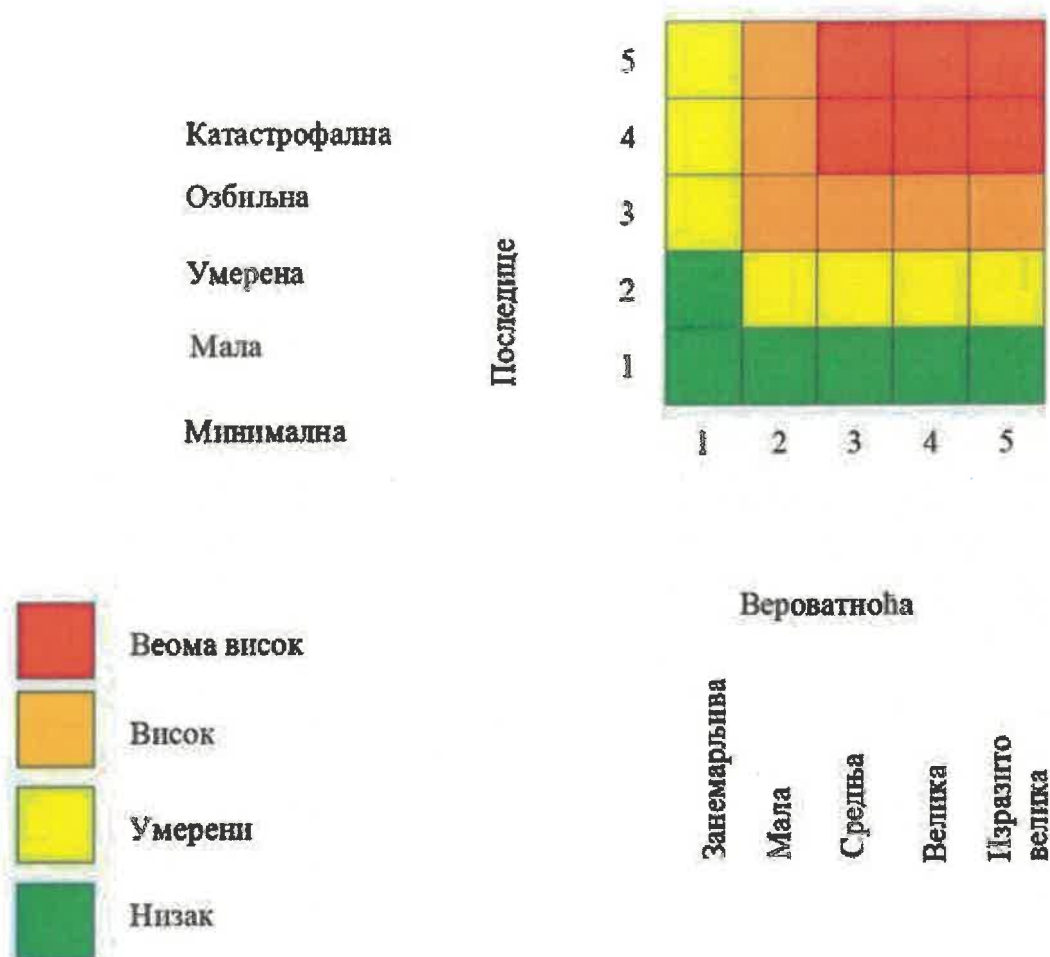 5
Катастрофална
4
Озбиљна
3
Умерена
2
Последице
Мала
1
Минимална
1 2 3 4 5
Вероватноћа
Веома висок
Висок
Умерени
Низак
Занемарљива
Мала
Средња
Велика
Изразито
велика